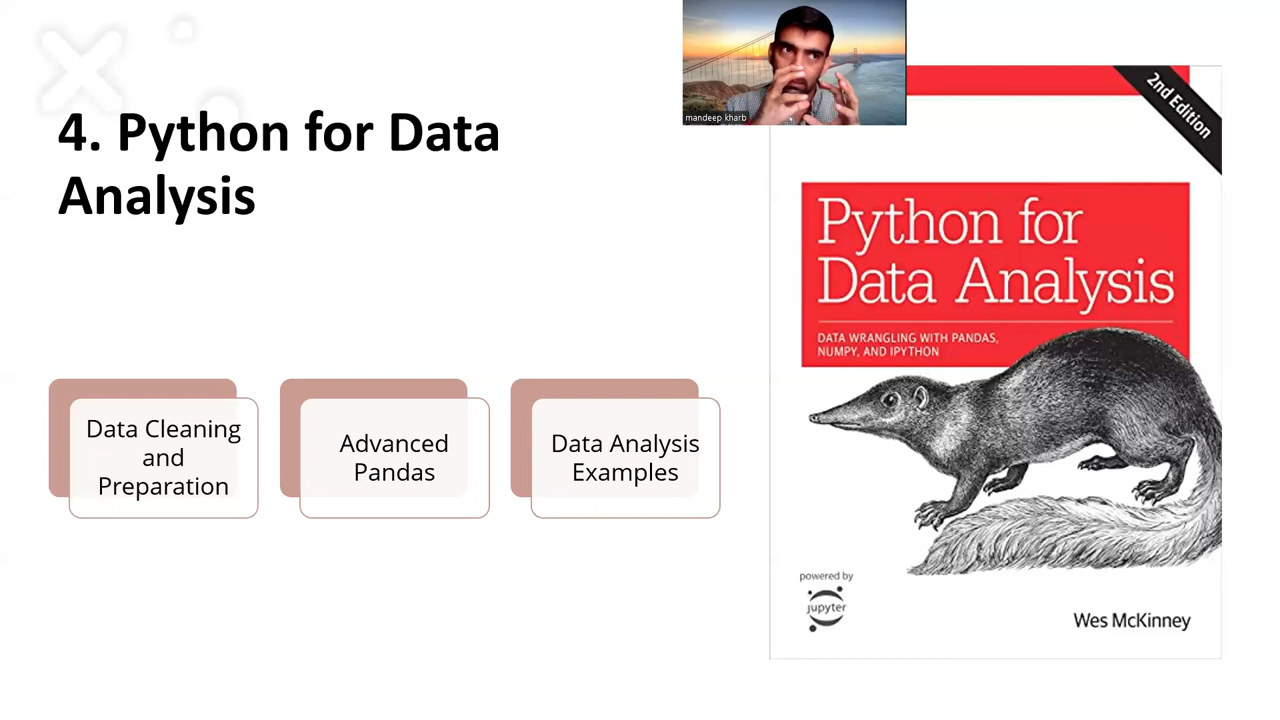 4. Python for Data
Analysis
Data Cleaning
and
Preparation
Advanced
Pandas
Data Analysis
Examples
mandeep kharb
2nd Edition
Python for
Data Analysis
DATA WRANGLING WITH PANDAS,
NUMPY, AND IPYTHON
powered by
jupyter
Wes McKinney